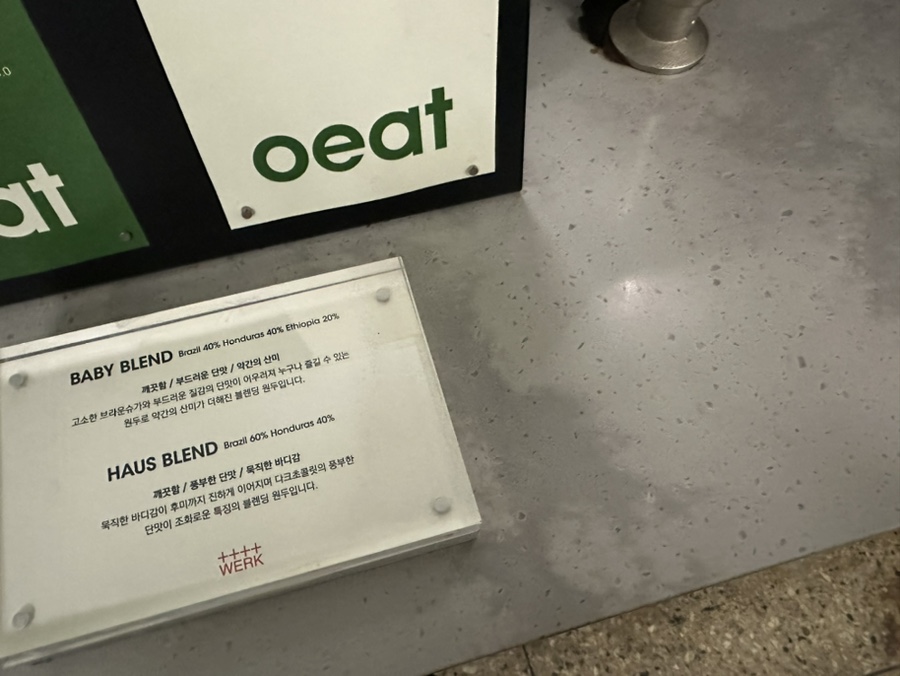 .0
at
oeat
BABY BLEND Brazil 40% Honduras 40% Ethiopia 20%
깨끗함 / 부드러운 단맛 / 약간의 산미
고소한 브라운슈가와 부드러운 질감의 단맛이 어우러져 누구나 즐길 수 있는
원두로 약간의 산미가 더해진 블렌딩 원두입니다.
HAUS BLEND Brazil 60% Honduras 40%
깨끗함 / 풍부한 단맛 / 묵직한 바디감
묵직한 바디감이 후미까지 진하게 이어지며 다크초콜릿의 풍부한
단맛이 조화로운 특징의 블렌딩 원두입니다.
++++
WERK